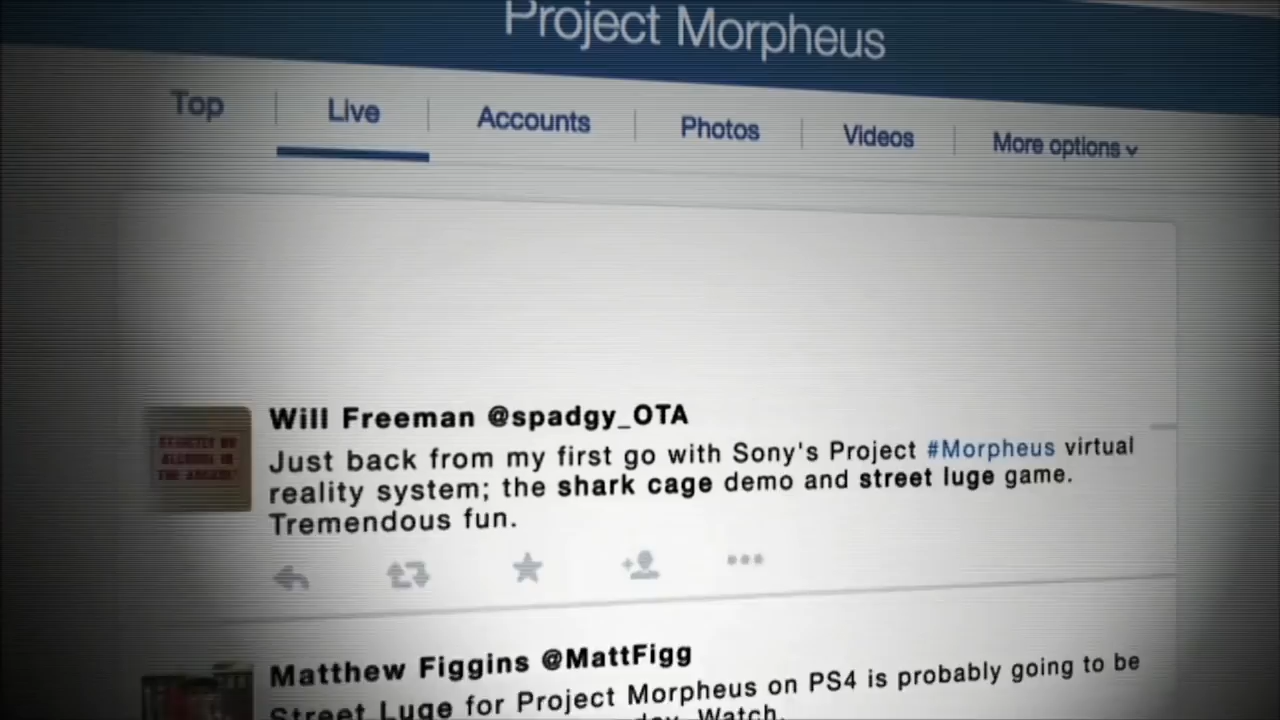 Project Morpheus
Top Live Accounts Photos Videos More options
Will Freeman @spadgy_OTA
Just back from my first go with Sony's Project #Morpheus virtual
reality system; the shark cage demo and street luge game.
Tremendous fun.
Matthew Figgins @MattFigg
Street Luge for Project Morpheus on PS4 is probably going to be
Watch.